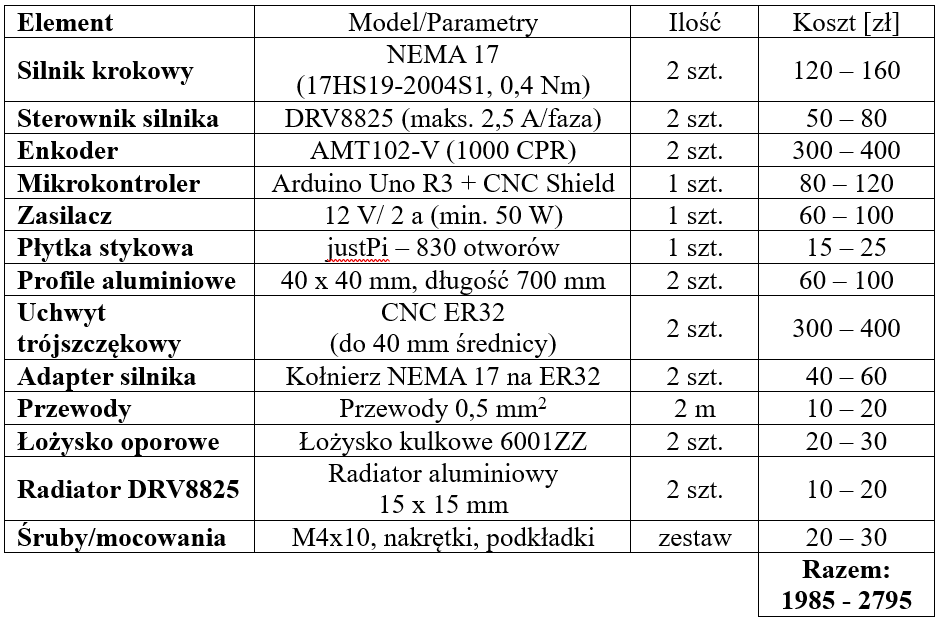 Element Model/Parametry Ilość Koszt [zł]
Silnik krokowy NEMA 17 2 szt. 120 – 160
(17HS19-2004S1, 0,4 Nm)
Sterownik silnika DRV8825 (maks. 2,5 A/faza) 2 szt. 50 – 80
Enkoder AMT102-V (1000 CPR) 2 szt. 300 – 400
Mikrokontroler Arduino Uno R3 + CNC Shield 1 szt. 80 – 120
Zasilacz 12 V/ 2 a (min. 50 W) 1 szt. 60 – 100
Płytka stykowa justPi – 830 otworów 1 szt. 15 – 25
Profile aluminiowe 40 x 40 mm, długość 700 mm 2 szt. 60 – 100
Uchwyt CNC ER32 2 szt. 300 – 400
trójszczękowy (do 40 mm średnicy)
Adapter silnika Kołnierz NEMA 17 na ER32 2 szt. 40 – 60
Przewody Przewody 0,5 mm² 2 m 10 – 20
Łożysko oporowe Łożysko kulkowe 6001ZZ 2 szt. 20 – 30
Radiator DRV8825 Radiator aluminiowy 2 szt. 10 – 20
15 x 15 mm
Śruby/mocowania M4x10, nakrętki, podkładki zestaw 20 – 30
Razem:
1985 - 2795